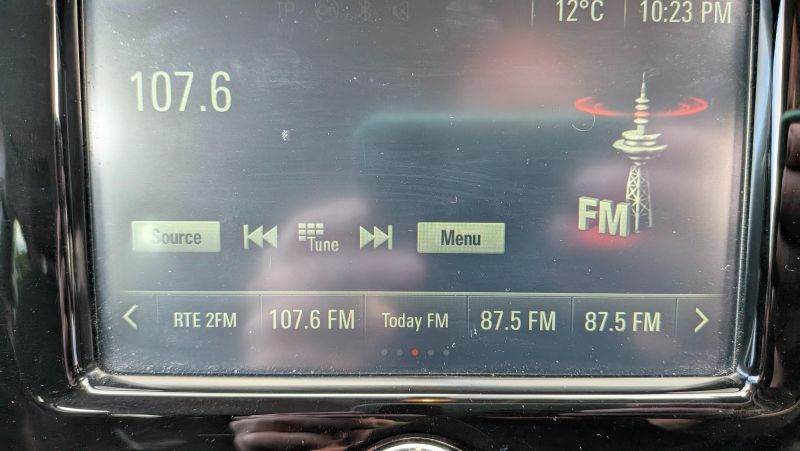 TP
12°C 10:23 PM
107.6
FM
Source Tune Menu
RTE 2FM 107.6 FM Today FM 87.5 FM 87.5 FM